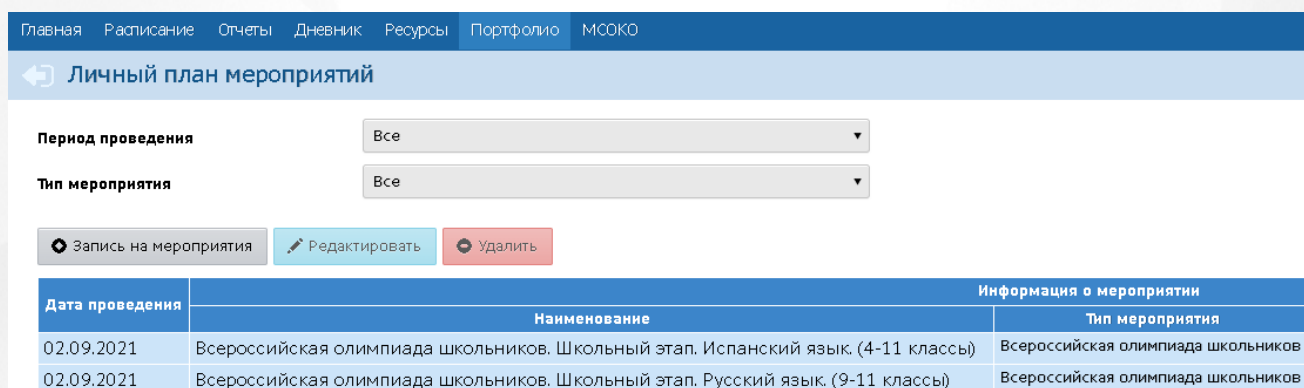 Главная Расписание Отчеты Дневник Ресурсы Портфолио МСОКО
Личный план мероприятий
Период проведения Все
Тип мероприятия Все
Запись на мероприятия Редактировать Удалить
Информация о мероприятии
Дата проведения
Наименование Тип мероприятия
02.09.2021 Всероссийская олимпиада школьников. Школьный этап. Испанский язык. (4-11 классы) Всероссийская олимпиада школьников
02.09.2021 Всероссийская олимпиада школьников. Школьный этап. Русский язык. (9-11 классы) Всероссийская олимпиада школьников